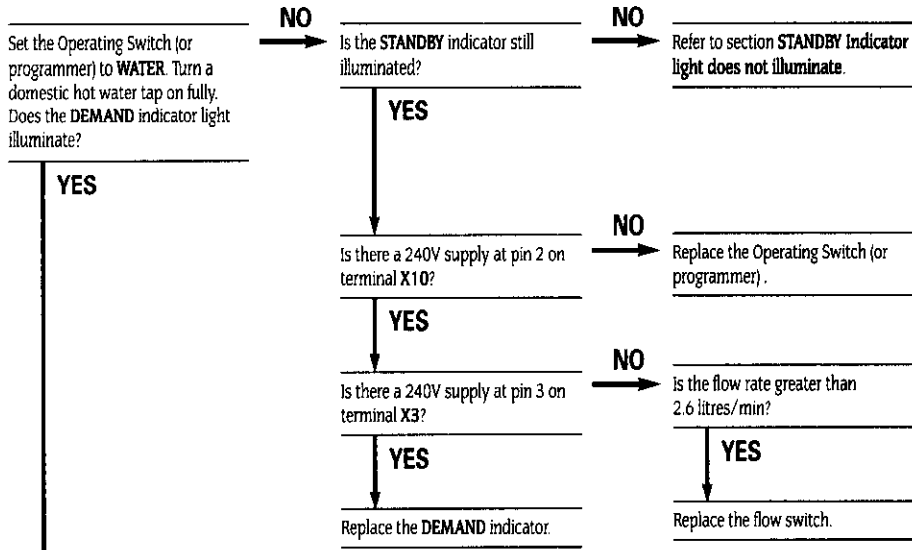 Set the Operating Switch (or
programmer) to WATER. Turn a
domestic hot water tap on fully.
Does the DEMAND indicator light
illuminate?
NO
Is the STANDBY indicator still
illuminated?
NO
Refer to section STANDBY Indicator
light does not illuminate.
YES
YES
Is there a 240V supply at pin 2 on
terminal X10?
NO
Replace the Operating Switch (or
programmer) .
YES
Is there a 240V supply at pin 3 on
terminal X3?
NO
Is the flow rate greater than
2.6 litres/min?
YES
YES
Replace the DEMAND indicator.
Replace the flow switch.